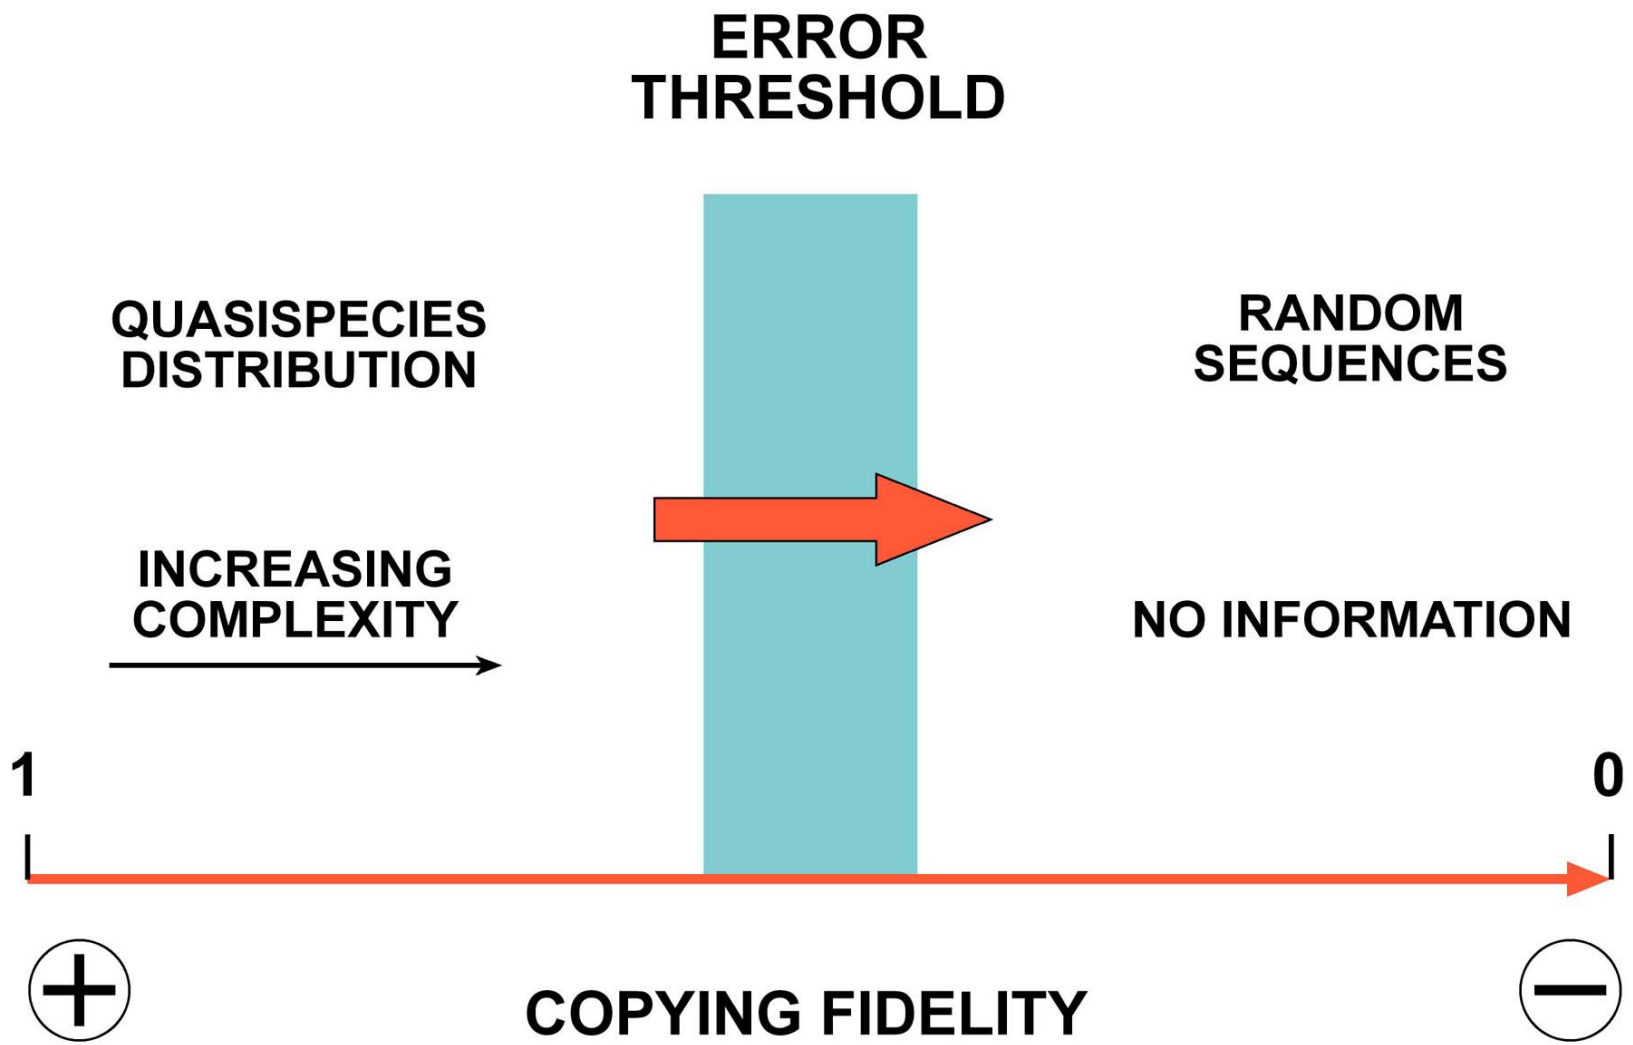 ERROR
THRESHOLD
QUASISPECIES
DISTRIBUTION
RANDOM
SEQUENCES
INCREASING
COMPLEXITY
NO INFORMATION
1
0
+
−
COPYING FIDELITY